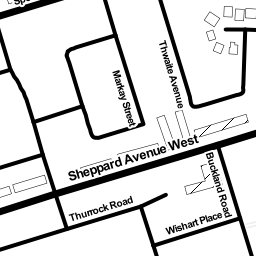 Markay Street
Thwaite Avenue
Sheppard Avenue West
Buckland Road
Thurrock Road
Wishart Place